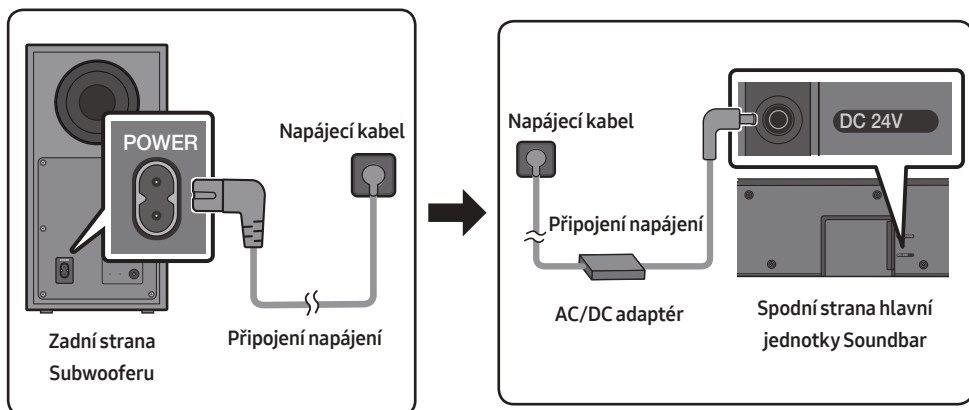 POWER
Napájecí kabel
Zadní strana
Subwooferu
Připojení napájení
Napájecí kabel
DC 24V
Připojení napájení
AC/DC adaptér
Spodní strana hlavní
jednotky Soundbar